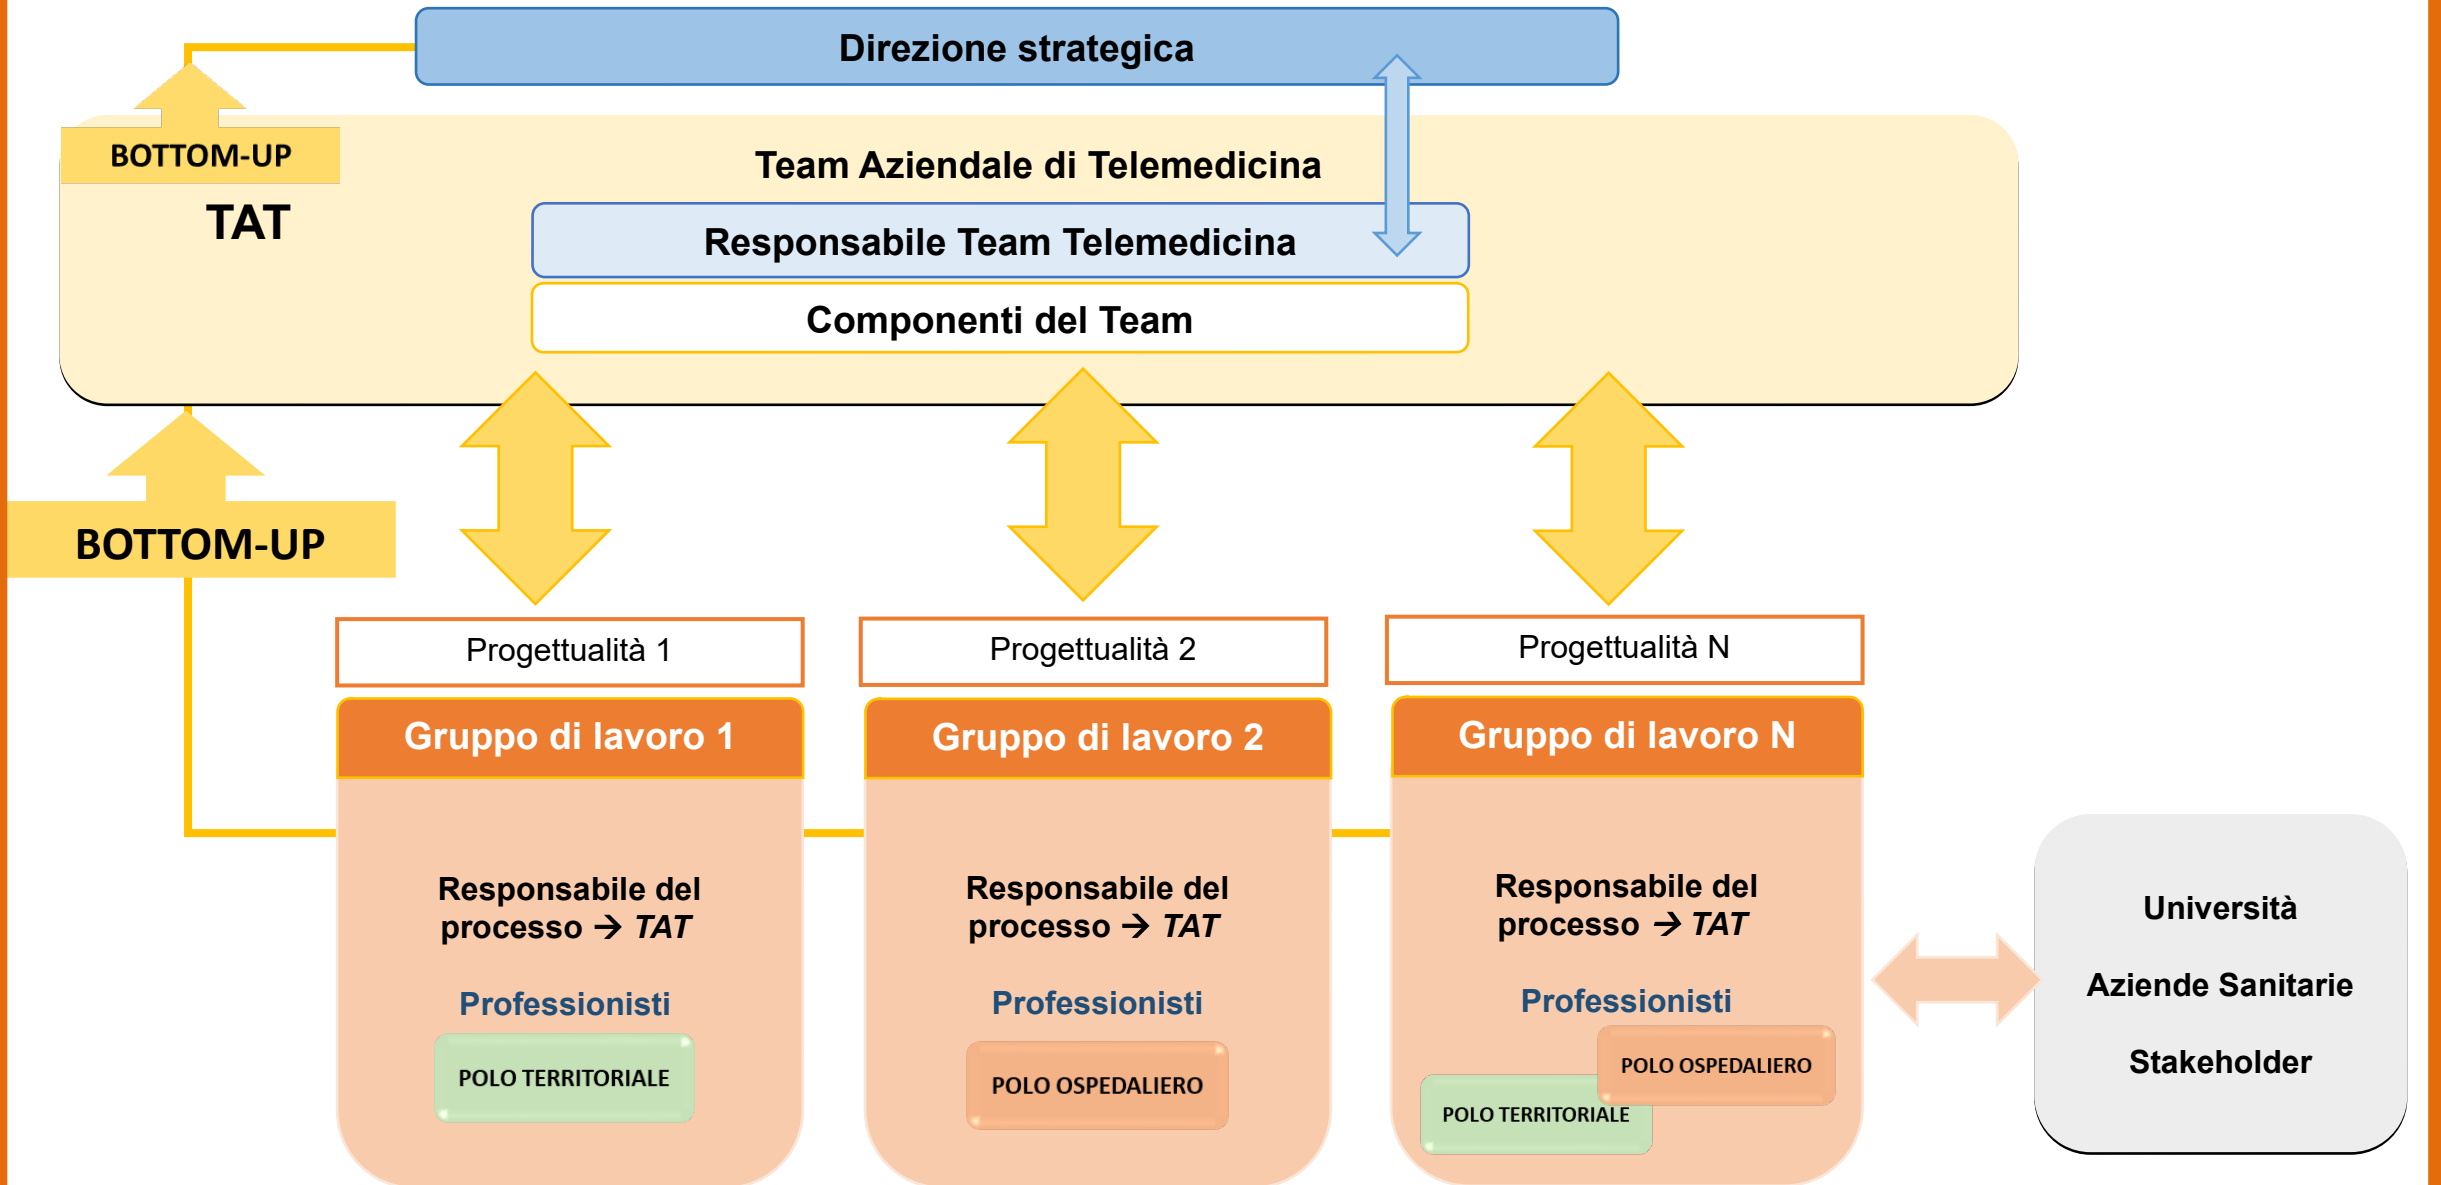 Direzione strategica
BOTTOM-UP
Team Aziendale di Telemedicina
TAT
Responsabile Team Telemedicina
Componenti del Team
BOTTOM-UP
Progettualità 1
Progettualità 2
Progettualità N
Gruppo di lavoro 1
Gruppo di lavoro 2
Gruppo di lavoro N
Responsabile del
processo → TAT
Professionisti
POLO TERRITORIALE
Responsabile del
processo → TAT
Professionisti
POLO OSPEDALIERO
Responsabile del
processo → TAT
Professionisti
POLO OSPEDALIERO
POLO TERRITORIALE
Università
Aziende Sanitarie
Stakeholder